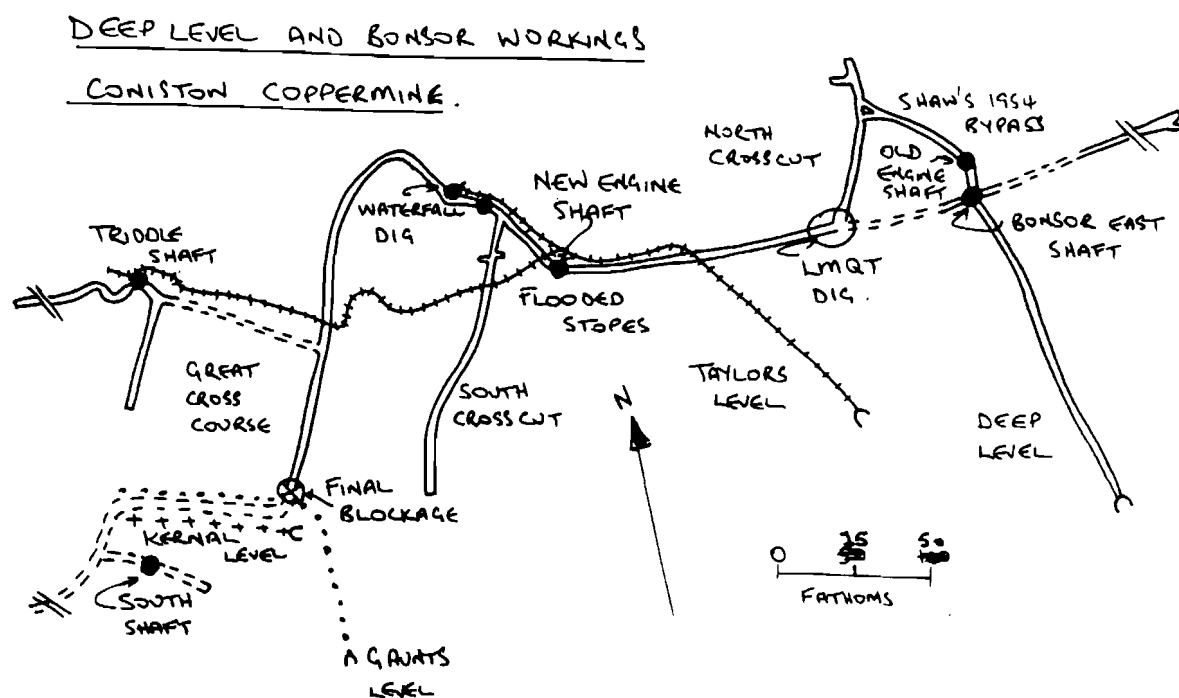 DEEP LEVEL AND BONSOR WORKINGS
CONISTON COPPERMINE.
SHAW'S 1954
BYPASS
NORTH
CROSSCUT
OLD
ENGINE
SHAFT
NEW ENGINE
SHAFT
WATERFALL
DIG
BONSOR EAST
SHAFT
TRIDDLE
SHAFT
LMQT
DIG.
FLOODED
STOPES
GREAT
CROSS
COURSE
SOUTH
CROSSCUT
TAYLORS
LEVEL
N
DEEP
LEVEL
FINAL
BLOCKAGE
KERNAL
LEVEL
SOUTH
SHAFT
0 25 50
FATHOMS
GAUNTS
LEVEL